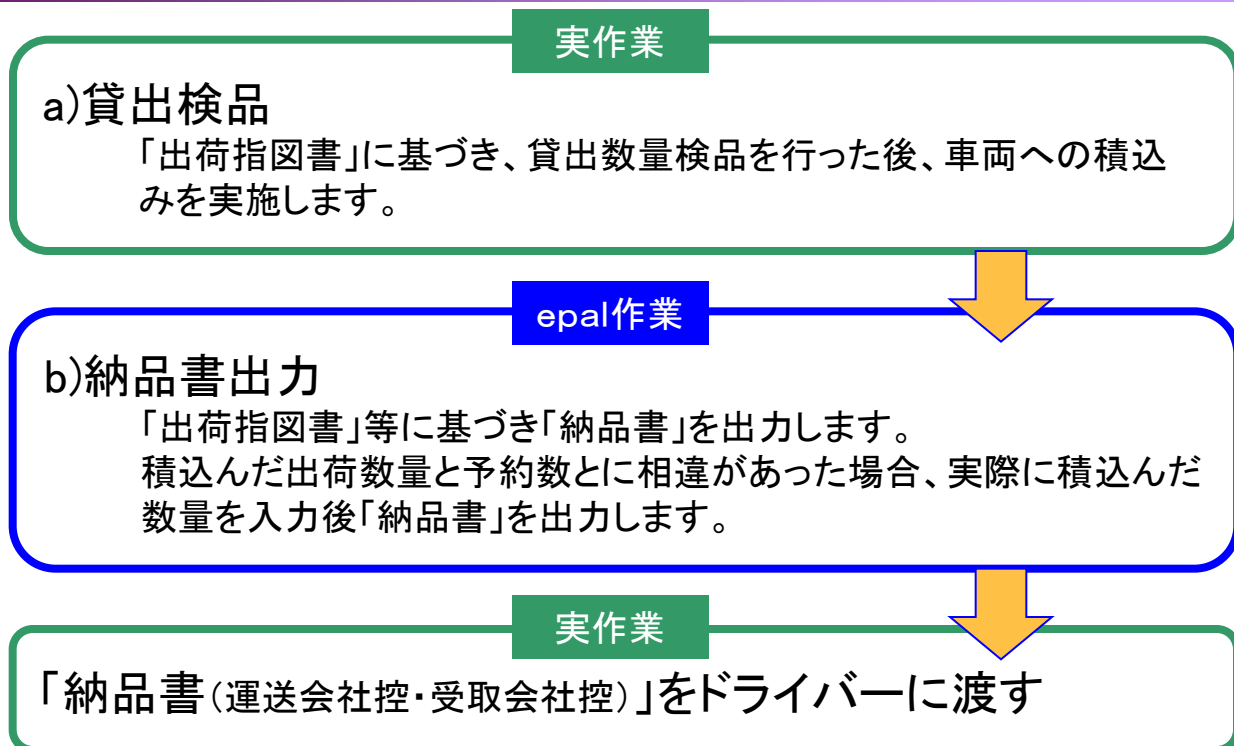 実作業
a)貸出検品
「出荷指図書」に基づき、貸出数量検品を行った後、車両への積込
みを実施します。
epal作業
b)納品書出力
「出荷指図書」等に基づき「納品書」を出力します。
積込んだ出荷数量と予約数とに相違があった場合、実際に積込んだ
数量を入力後「納品書」を出力します。
実作業
「納品書(運送会社控・受取会社控)」をドライバーに渡す